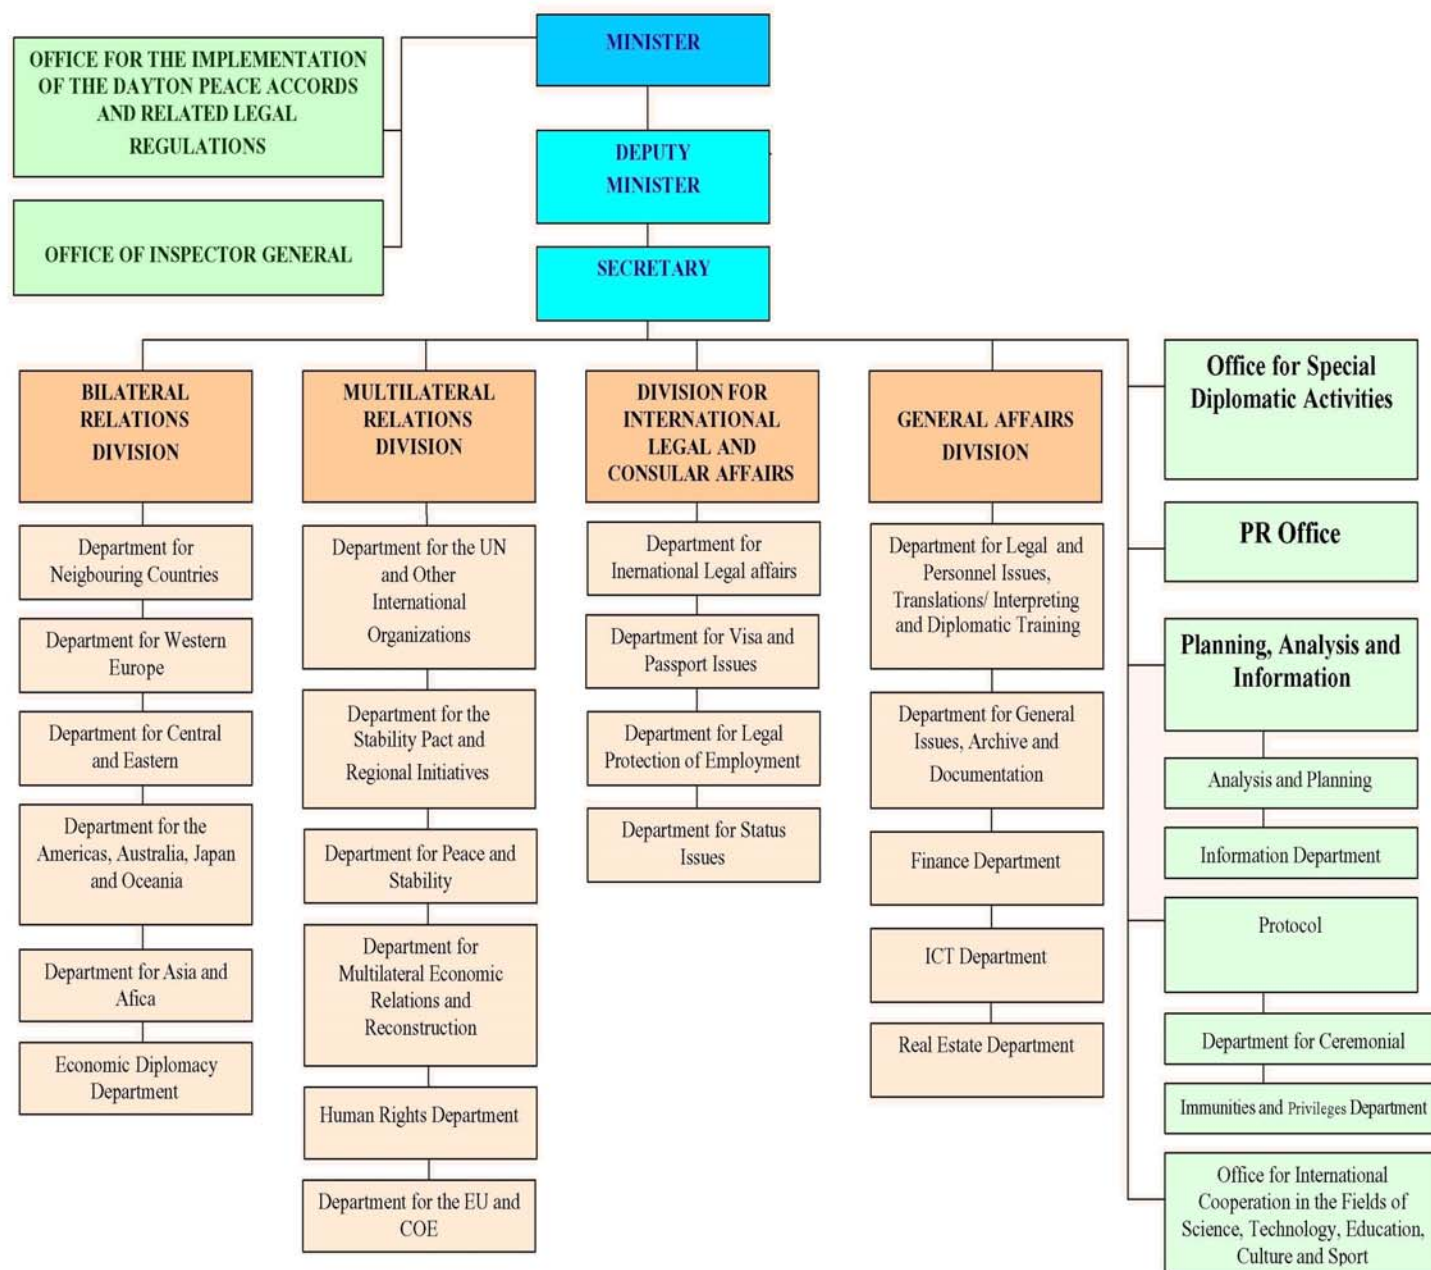 MINISTER
OFFICE FOR THE IMPLEMENTATION
OF THE DAYTON PEACE ACCORDS
AND RELATED LEGAL
REGULATIONS
DEPUTY
MINISTER
OFFICE OF INSPECTOR GENERAL
SECRETARY
BILATERAL
RELATIONS
DIVISION
Department for
Neigbouring Countries
Department for Western
Europe
Department for Central
and Eastern
Department for the
Americas, Australia, Japan
and Oceania
Department for Asia and
Afica
Economic Diplomacy
Department
MULTILATERAL
RELATIONS
DIVISION
Department for the UN
and Other
International
Organizations
Department for the
Stability Pact and
Regional Initiatives
Department for Peace and
Stability
Department for
Multilateral Economic
Relations and
Reconstruction
Human Rights Department
Department for the EU and
COE
DIVISION FOR
INTERNATIONAL
LEGAL AND
CONSULAR AFFAIRS
Department for
Inernational Legal affairs
Department for Visa and
Passport Issues
Department for Legal
Protection of Employment
Department for Status
Issues
GENERAL AFFAIRS
DIVISION
Department for Legal and
Personnel Issues,
Translations/ Interpreting
and Diplomatic Training
Department for General
Issues, Archive and
Documentation
Finance Department
ICT Department
Real Estate Department
Office for Special
Diplomatic Activities
PR Office
Planning, Analysis and
Information
Analysis and Planning
Information Department
Protocol
Department for Ceremonial
Immunities and Privileges Department
Office for International
Cooperation in the Fields of
Science, Technology, Education,
Culture and Sport